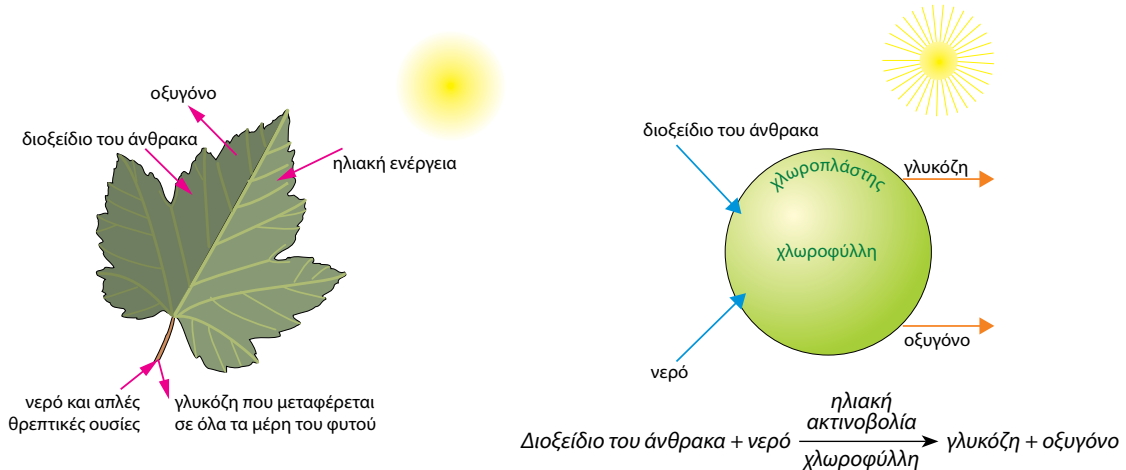 οξυγόνο
διοξείδιο του άνθρακα
ηλιακή ενέργεια
νερό και απλές
θρεπτικές ουσίες
γλυκόζη που μεταφέρεται
σε όλα τα μέρη του φυτού
διοξείδιο του άνθρακα
χλωροπλάστης
γλυκόζη
χλωροφύλλη
οξυγόνο
νερό
Διοξείδιο του άνθρακα + νερό
ηλιακή
ακτινοβολία
χλωροφύλλη
γλυκόζη + οξυγόνο